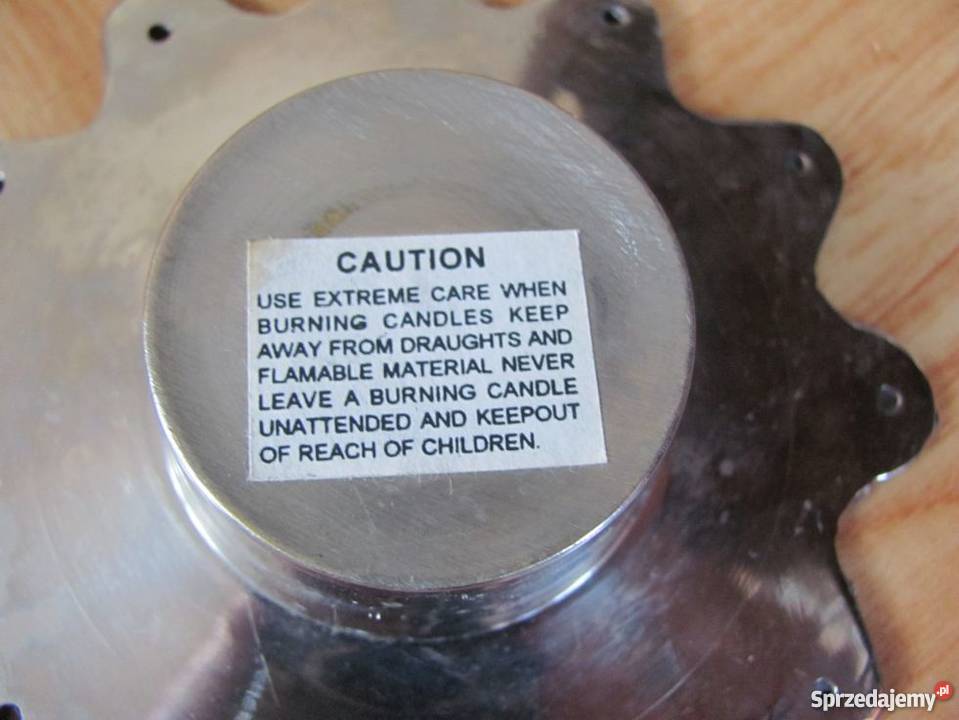 CAUTION
USE EXTREME CARE WHEN
BURNING CANDLES KEEP
AWAY FROM DRAUGHTS AND
FLAMABLE MATERIAL NEVER
LEAVE A BURNING CANDLE
UNATTENDED AND KEEPOUT
OF REACH OF CHILDREN.
Sprzedajemy.pl